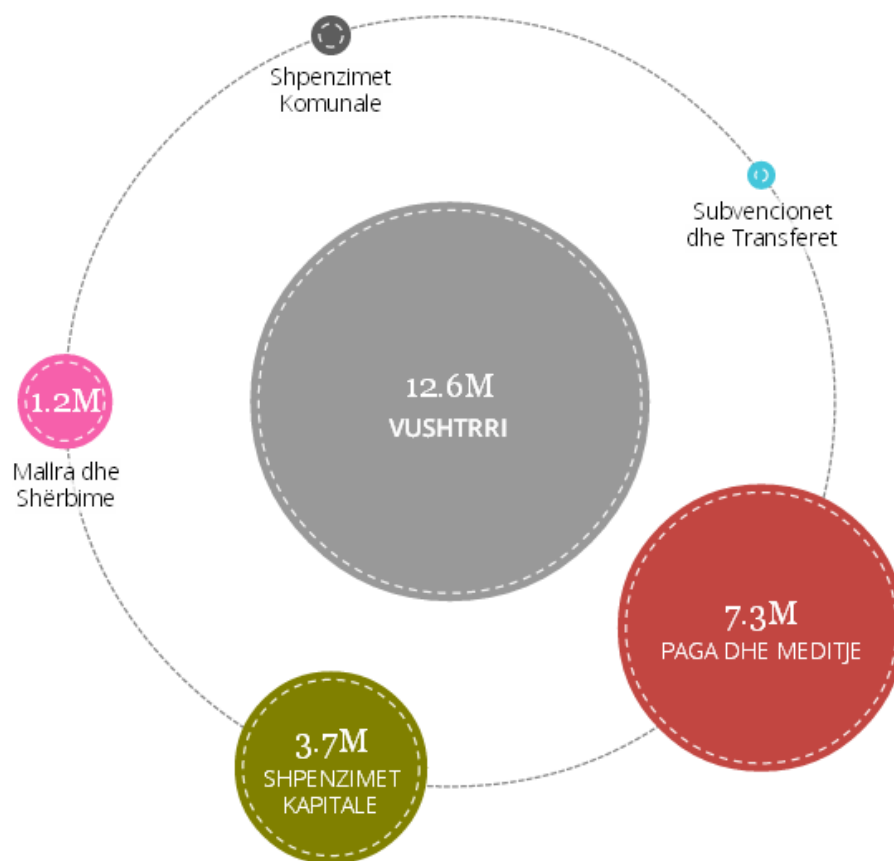 Shpenzimet
Komunale
Subvencionet
dhe Transferet
12.6M
VUSHTRRI
1.2M
Mallra dhe
Shërbime
7.3M
PAGA DHE MEDITJE
3.7M
SHPENZIMET
KAPITALE